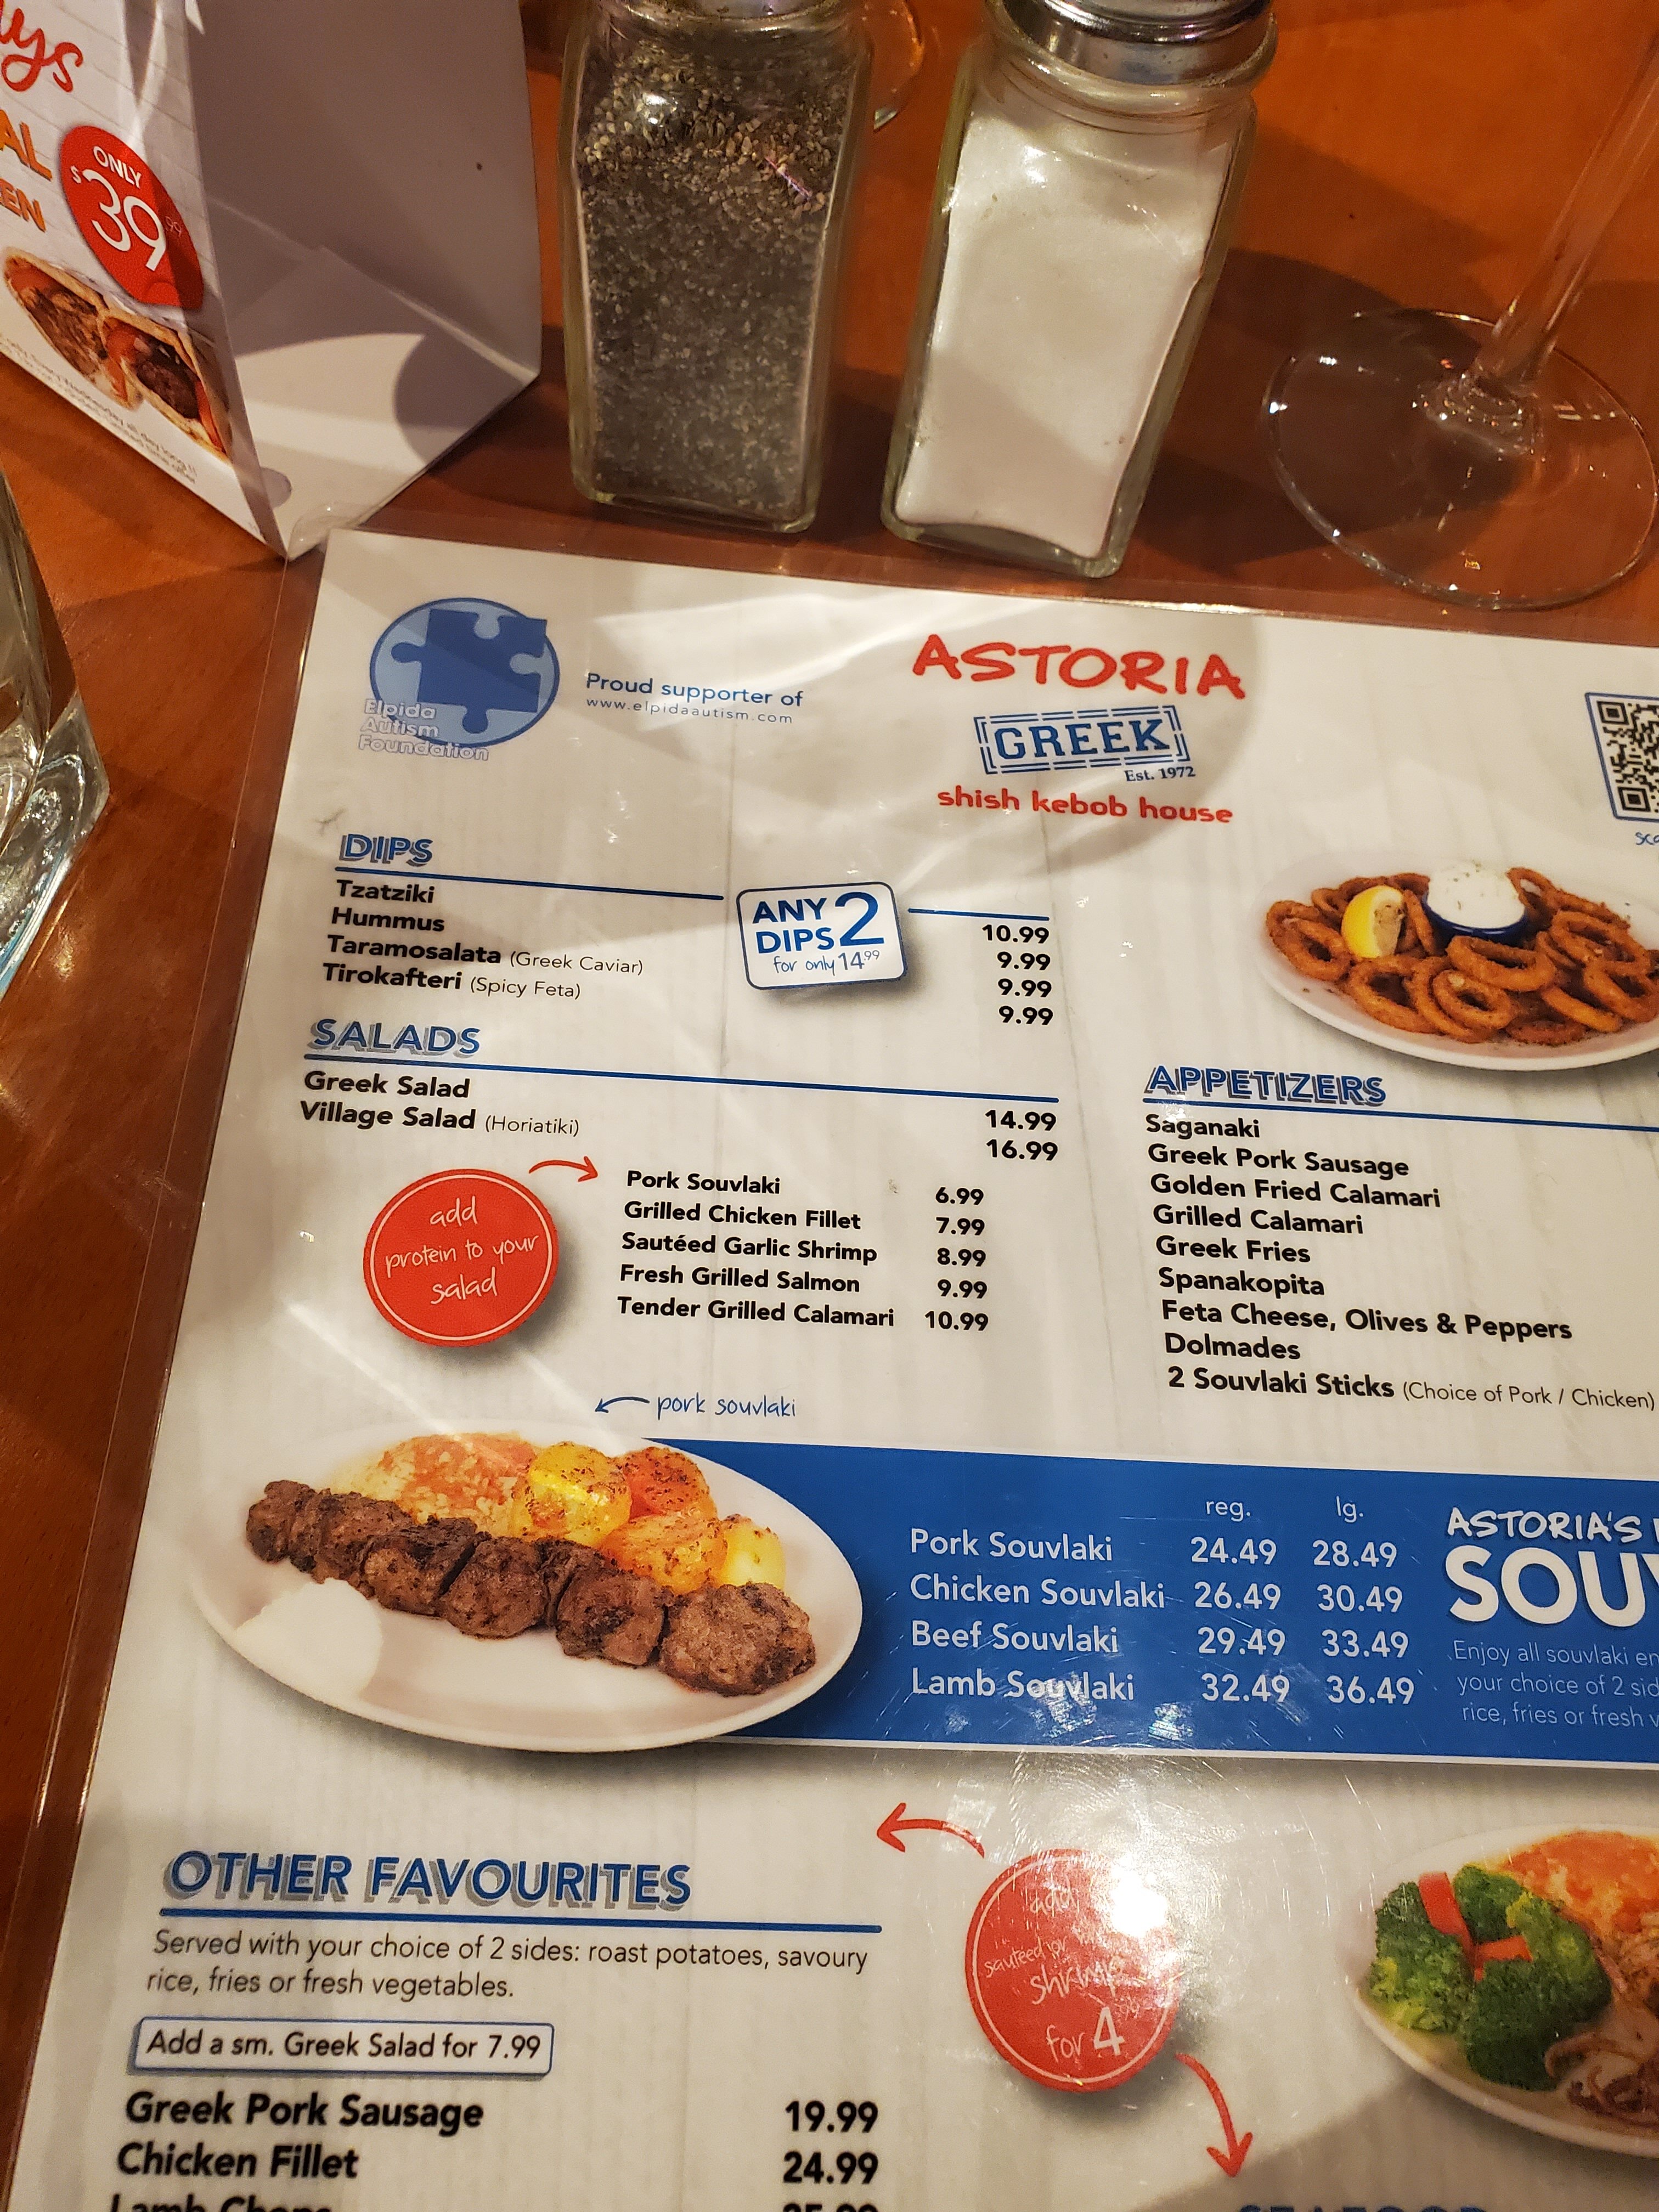 ONLY
$39.99
Elpida
Autism
Foundation
Proud supporter of
www.elpidaautism.com
ASTORIA
GREEK
Est. 1972
shish kebob house
DIPS
Tzatziki 10.99
Hummus 9.99
Taramosalata (Greek Caviar) 9.99
Tirokafteri (Spicy Feta) 9.99
ANY 2
DIPS
for only 14.99
SALADS
Greek Salad 14.99
Village Salad (Horiatiki) 16.99
add
protein to your
salad
Pork Souvlaki 6.99
Grilled Chicken Fillet 7.99
Sautéed Garlic Shrimp 8.99
Fresh Grilled Salmon 9.99
Tender Grilled Calamari 10.99
APPETIZERS
Saganaki
Greek Pork Sausage
Golden Fried Calamari
Grilled Calamari
Greek Fries
Spanakopita
Feta Cheese, Olives & Peppers
Dolmades
2 Souvlaki Sticks (Choice of Pork / Chicken)
pork souvlaki
reg. lg.
Pork Souvlaki 24.49 28.49
Chicken Souvlaki 26.49 30.49
Beef Souvlaki 29.49 33.49
Lamb Souvlaki 32.49 36.49
ASTORIA'S
SOUV
Enjoy all souvlaki en
your choice of 2 sid
rice, fries or fresh v
OTHER FAVOURITES
Served with your choice of 2 sides: roast potatoes, savoury
rice, fries or fresh vegetables.
Add a sm. Greek Salad for 7.99
Greek Pork Sausage 19.99
Chicken Fillet 24.99
shrimp
for 4